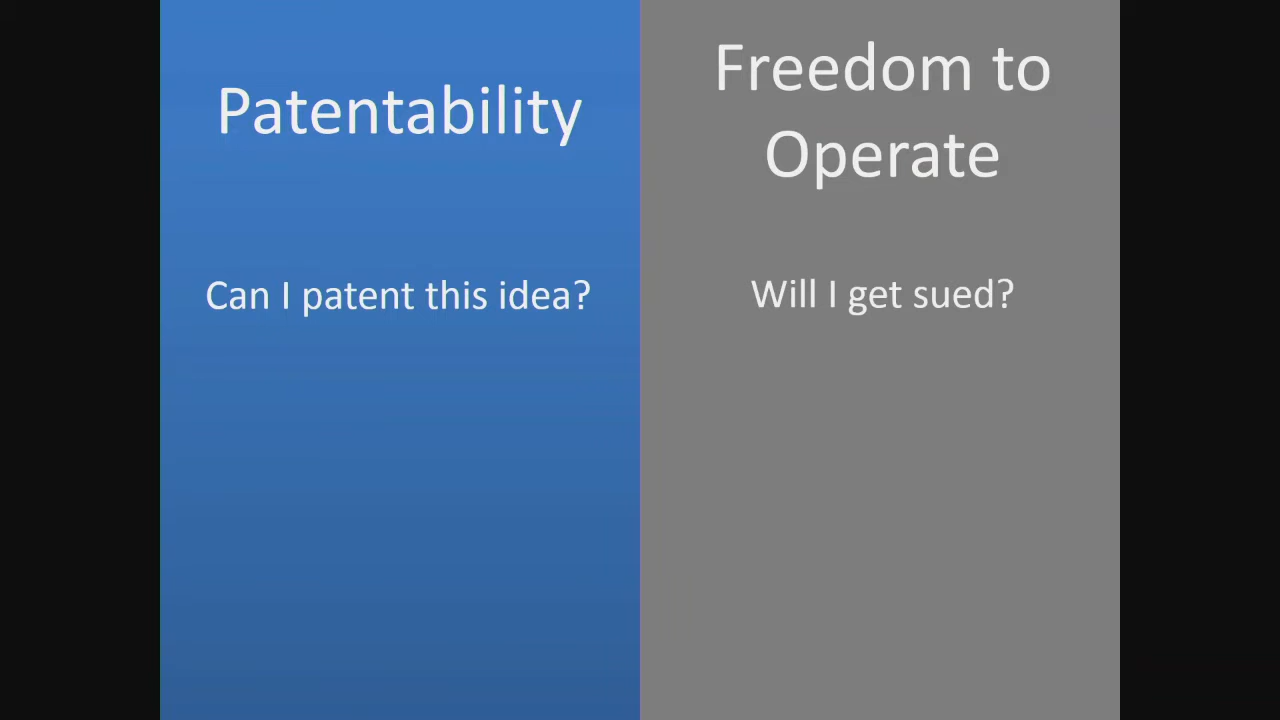 Patentability
Can I patent this idea?
Freedom to
Operate
Will I get sued?